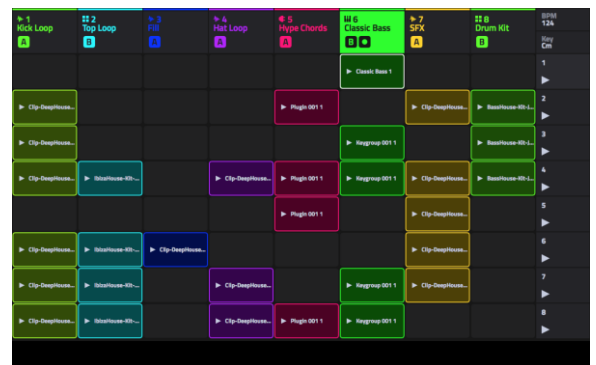 1 2 3 4 5 6 7 8 BPM
Kick Loop Top Loop Fill Hat Loop Hype Chords Classic Bass SFX Drum Kit 124
A B A A A B A B Key
Cm
Classic Bass 1 1
Clip-DeepHouse... Plugin 001 1 Clip-DeepHouse... BassHouse-Kit-J... 2
Clip-DeepHouse... Keygroup 001 1 BassHouse-Kit-J... 3
Clip-DeepHouse... IbizaHouse-Kit-... Clip-DeepHouse... Plugin 001 1 Keygroup 001 1 Clip-DeepHouse... BassHouse-Kit-J... 4
Plugin 001 1 Clip-DeepHouse... 5
Clip-DeepHouse... IbizaHouse-Kit-... Clip-DeepHouse... Clip-DeepHouse... 6
Clip-DeepHouse... IbizaHouse-Kit-... Clip-DeepHouse... Keygroup 001 1 Clip-DeepHouse... 7
Clip-DeepHouse... IbizaHouse-Kit-... Clip-DeepHouse... Plugin 001 1 Keygroup 001 1 8